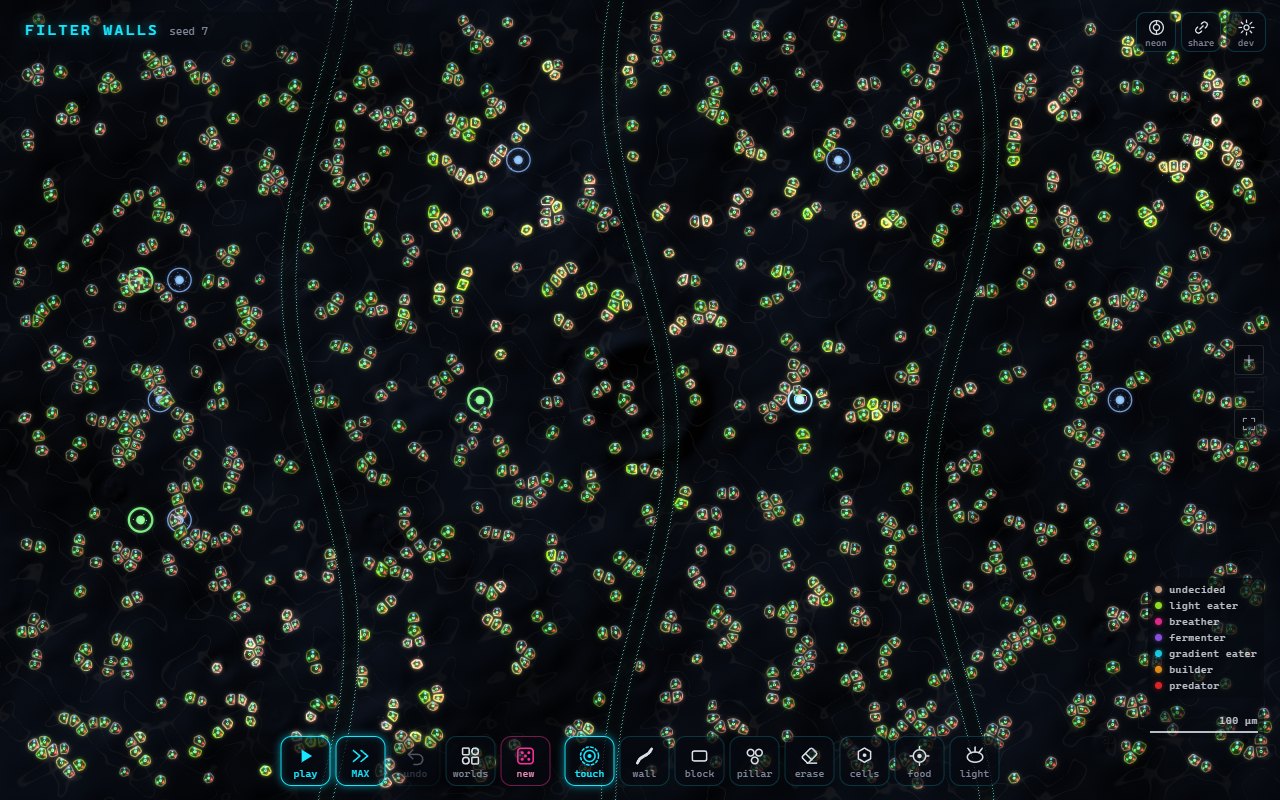 FILTER WALLS seed 7
neon share dev
undecided
light eater
breather
fermenter
gradient eater
builder
predator
100 µm
play MAX undo worlds new touch wall block pillar erase cells food light